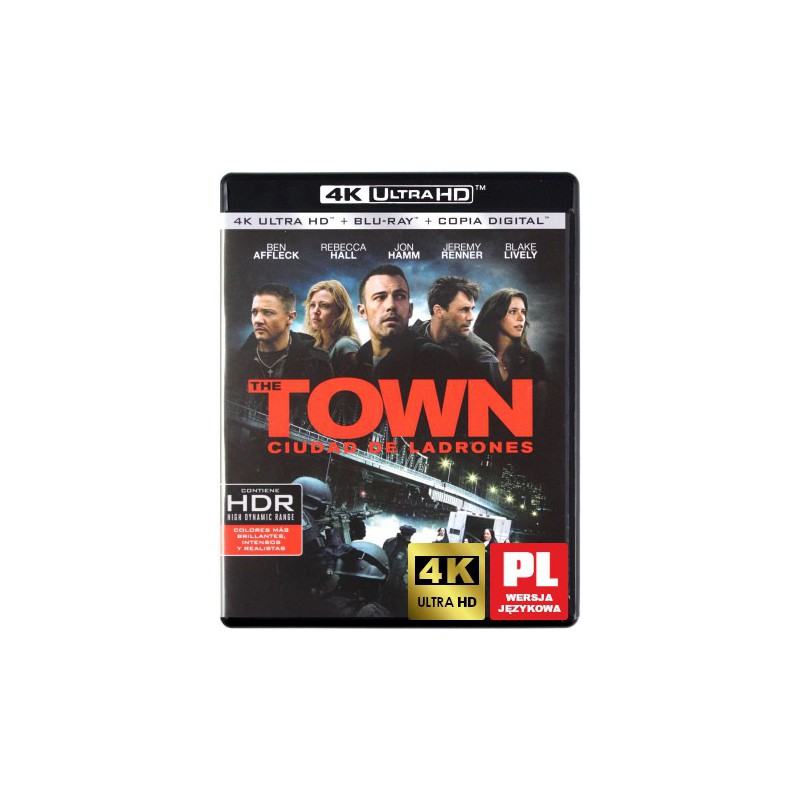 4K ULTRA HD™
4K ULTRA HD™ + BLU-RAY™ + COPIA DIGITAL™
BEN AFFLECK
REBECCA HALL
JON HAMM
JEREMY RENNER
BLAKE LIVELY
THE
TOWN
CIUDAD DE LADRONES
CONTIENE
HDR
HIGH DYNAMIC RANGE
COLORES MÁS
BRILLANTES,
INTENSOS
Y REALISTAS
4K
ULTRA HD
PL
WERSJA
JĘZYKOWA